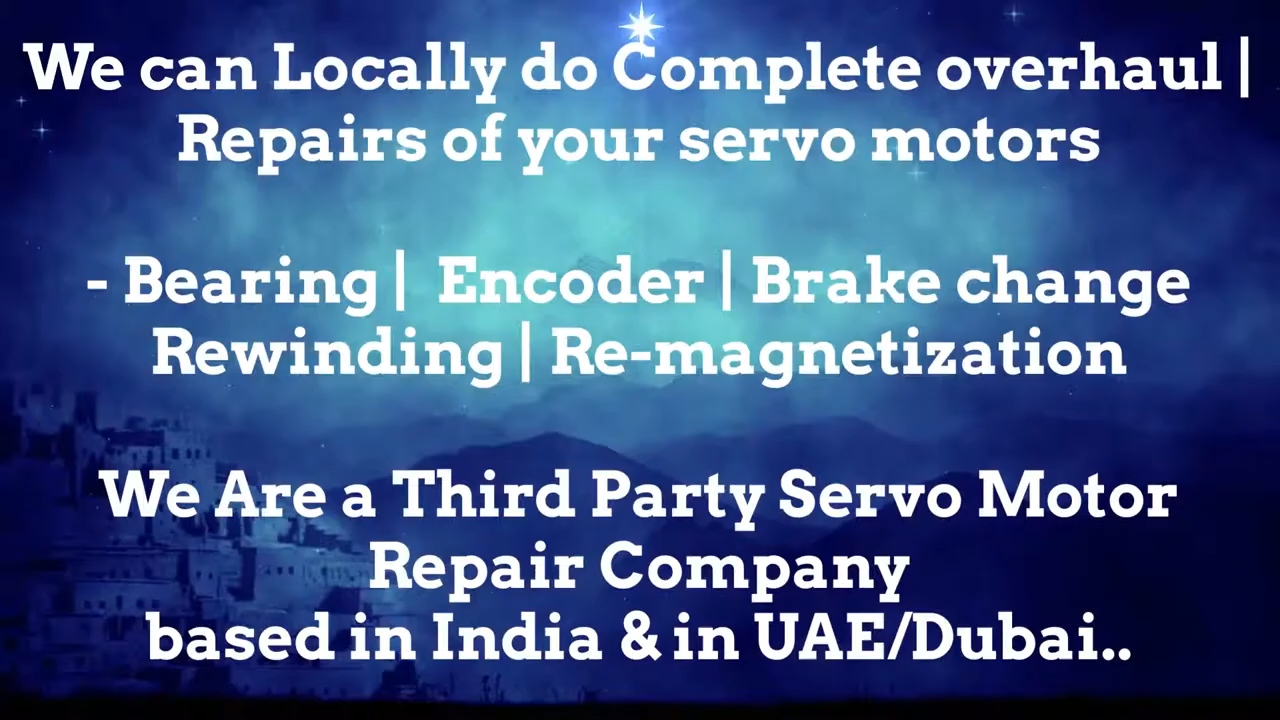 We can Locally do Complete overhaul |
Repairs of your servo motors
- Bearing | Encoder | Brake change
Rewinding | Re-magnetization
We Are a Third Party Servo Motor
Repair Company
based in India & in UAE/Dubai..